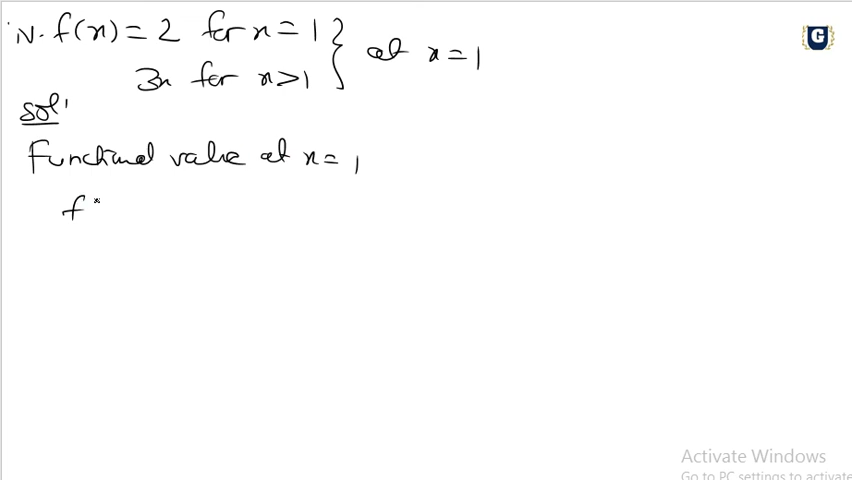 iv. f(x) = 2 for x = 1 } at x = 1
3x for x > 1
Sol'
Functional value at x = 1
f
G
Activate Windows
Go to PC settings to activate